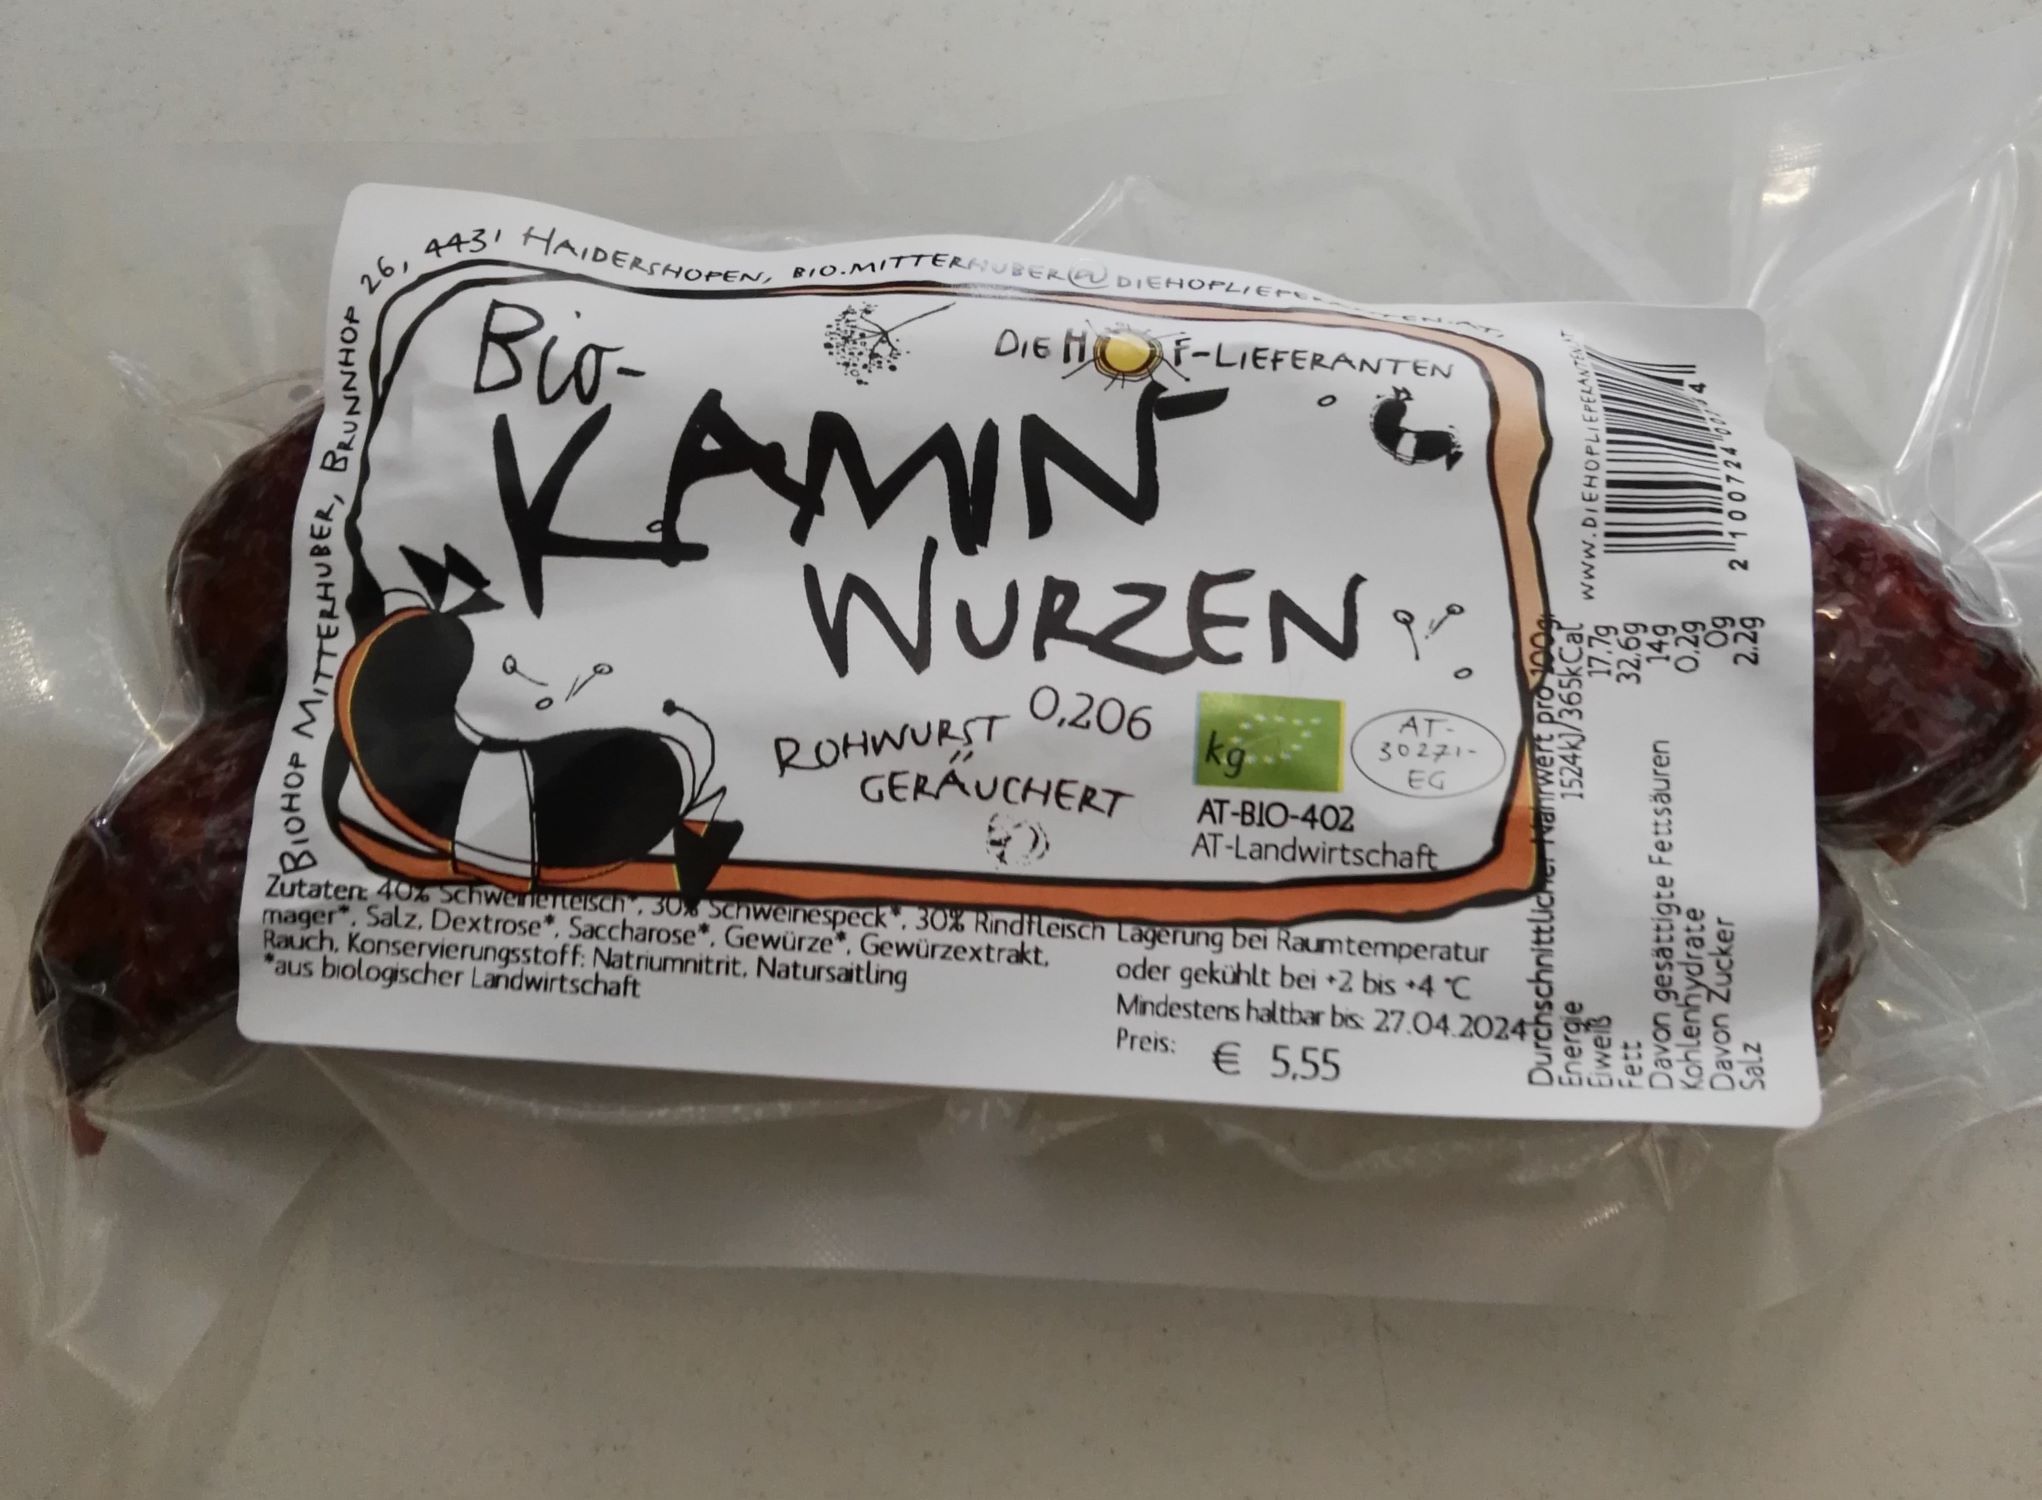 BIOHOF MITTERHUBER, BRUNNHOF 26, 4431 HAIDERSHOFEN, BIO.MITTERHUBER@DIEHOFLIEFERANTEN.AT,
WWW.DIEHOFLIEFERANTEN.AT
Bio-
DIE HOF-LIEFERANTEN
KAMIN-
WURZEN
ROHWURST
GERÄUCHERT
0,206
kg
AT-
30271-
EG
AT-BIO-402
AT-Landwirtschaft
Zutaten: 40% Schweinefleisch*, 30% Schweinespeck*, 30% Rindfleisch
mager*, Salz, Dextrose*, Saccharose*, Gewürze*, Gewürzextrakt,
Rauch, Konservierungsstoff: Natriumnitrit, Natursaitling
*aus biologischer Landwirtschaft
Lagerung bei Raumtemperatur
oder gekühlt bei +2 bis +4 °C
Mindestens haltbar bis: 27.04.2024
Preis:
€ 5,55
Durchschnittlicher Nährwert pro 100g:
Energie 1524kJ/365kCal
Eiweiß 17,7g
Fett 32,6g
Davon gesättigte Fettsäuren 14g
Kohlenhydrate 0,2g
Davon Zucker 0g
Salz 2,2g